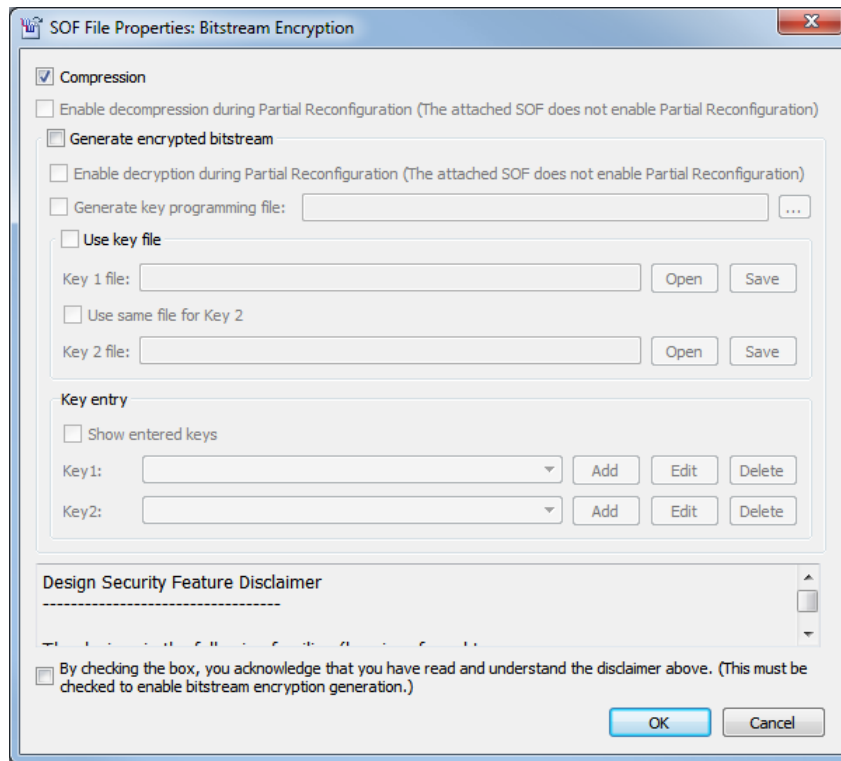 SOF File Properties: Bitstream Encryption
Compression
Enable decompression during Partial Reconfiguration (The attached SOF does not enable Partial Reconfiguration)
Generate encrypted bitstream
Enable decryption during Partial Reconfiguration (The attached SOF does not enable Partial Reconfiguration)
Generate key programming file: ...
Use key file
Key 1 file: Open Save
Use same file for Key 2
Key 2 file: Open Save
Key entry
Show entered keys
Key1: Add Edit Delete
Key2: Add Edit Delete
Design Security Feature Disclaimer
----------------------------------
By checking the box, you acknowledge that you have read and understand the disclaimer above. (This must be
checked to enable bitstream encryption generation.)
OK Cancel